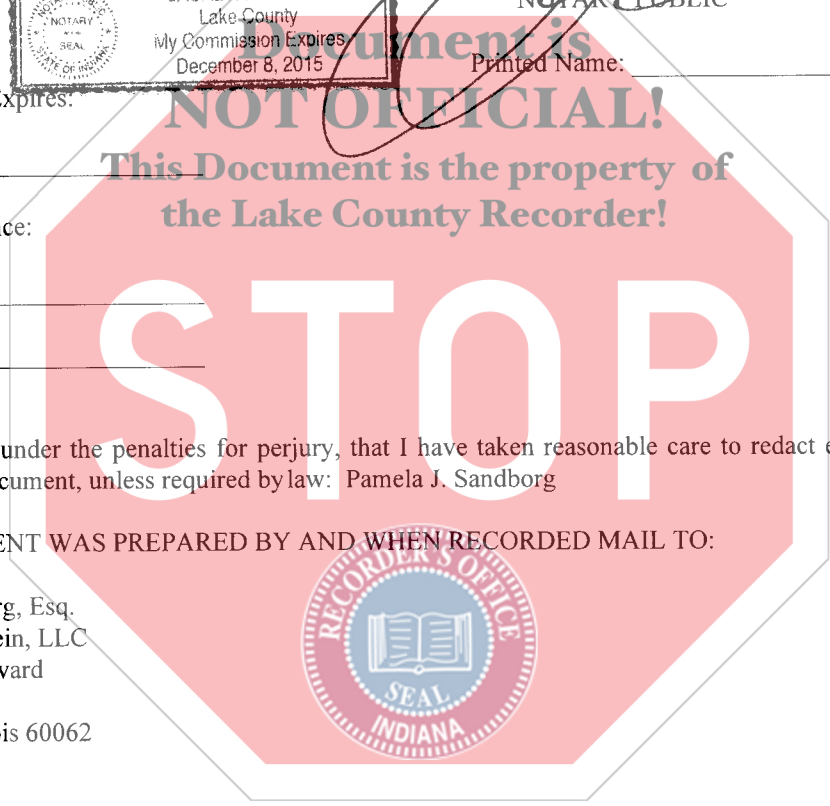 NOTARY PUBLIC
Lake County
My Commission Expires
December 8, 2015
NOTARY
SEAL
STATE OF INDIANA
Printed Name:
Expires:
Document is
NOT OFFICIAL!
This Document is the property of
the Lake County Recorder!
ce:
STOP
under the penalties for perjury, that I have taken reasonable care to redact e
cument, unless required by law: Pamela J. Sandborg
ENT WAS PREPARED BY AND WHEN RECORDED MAIL TO:
rg, Esq.
ein, LLC
vard
is 60062
RECORDER'S OFFICE
SEAL
INDIANA